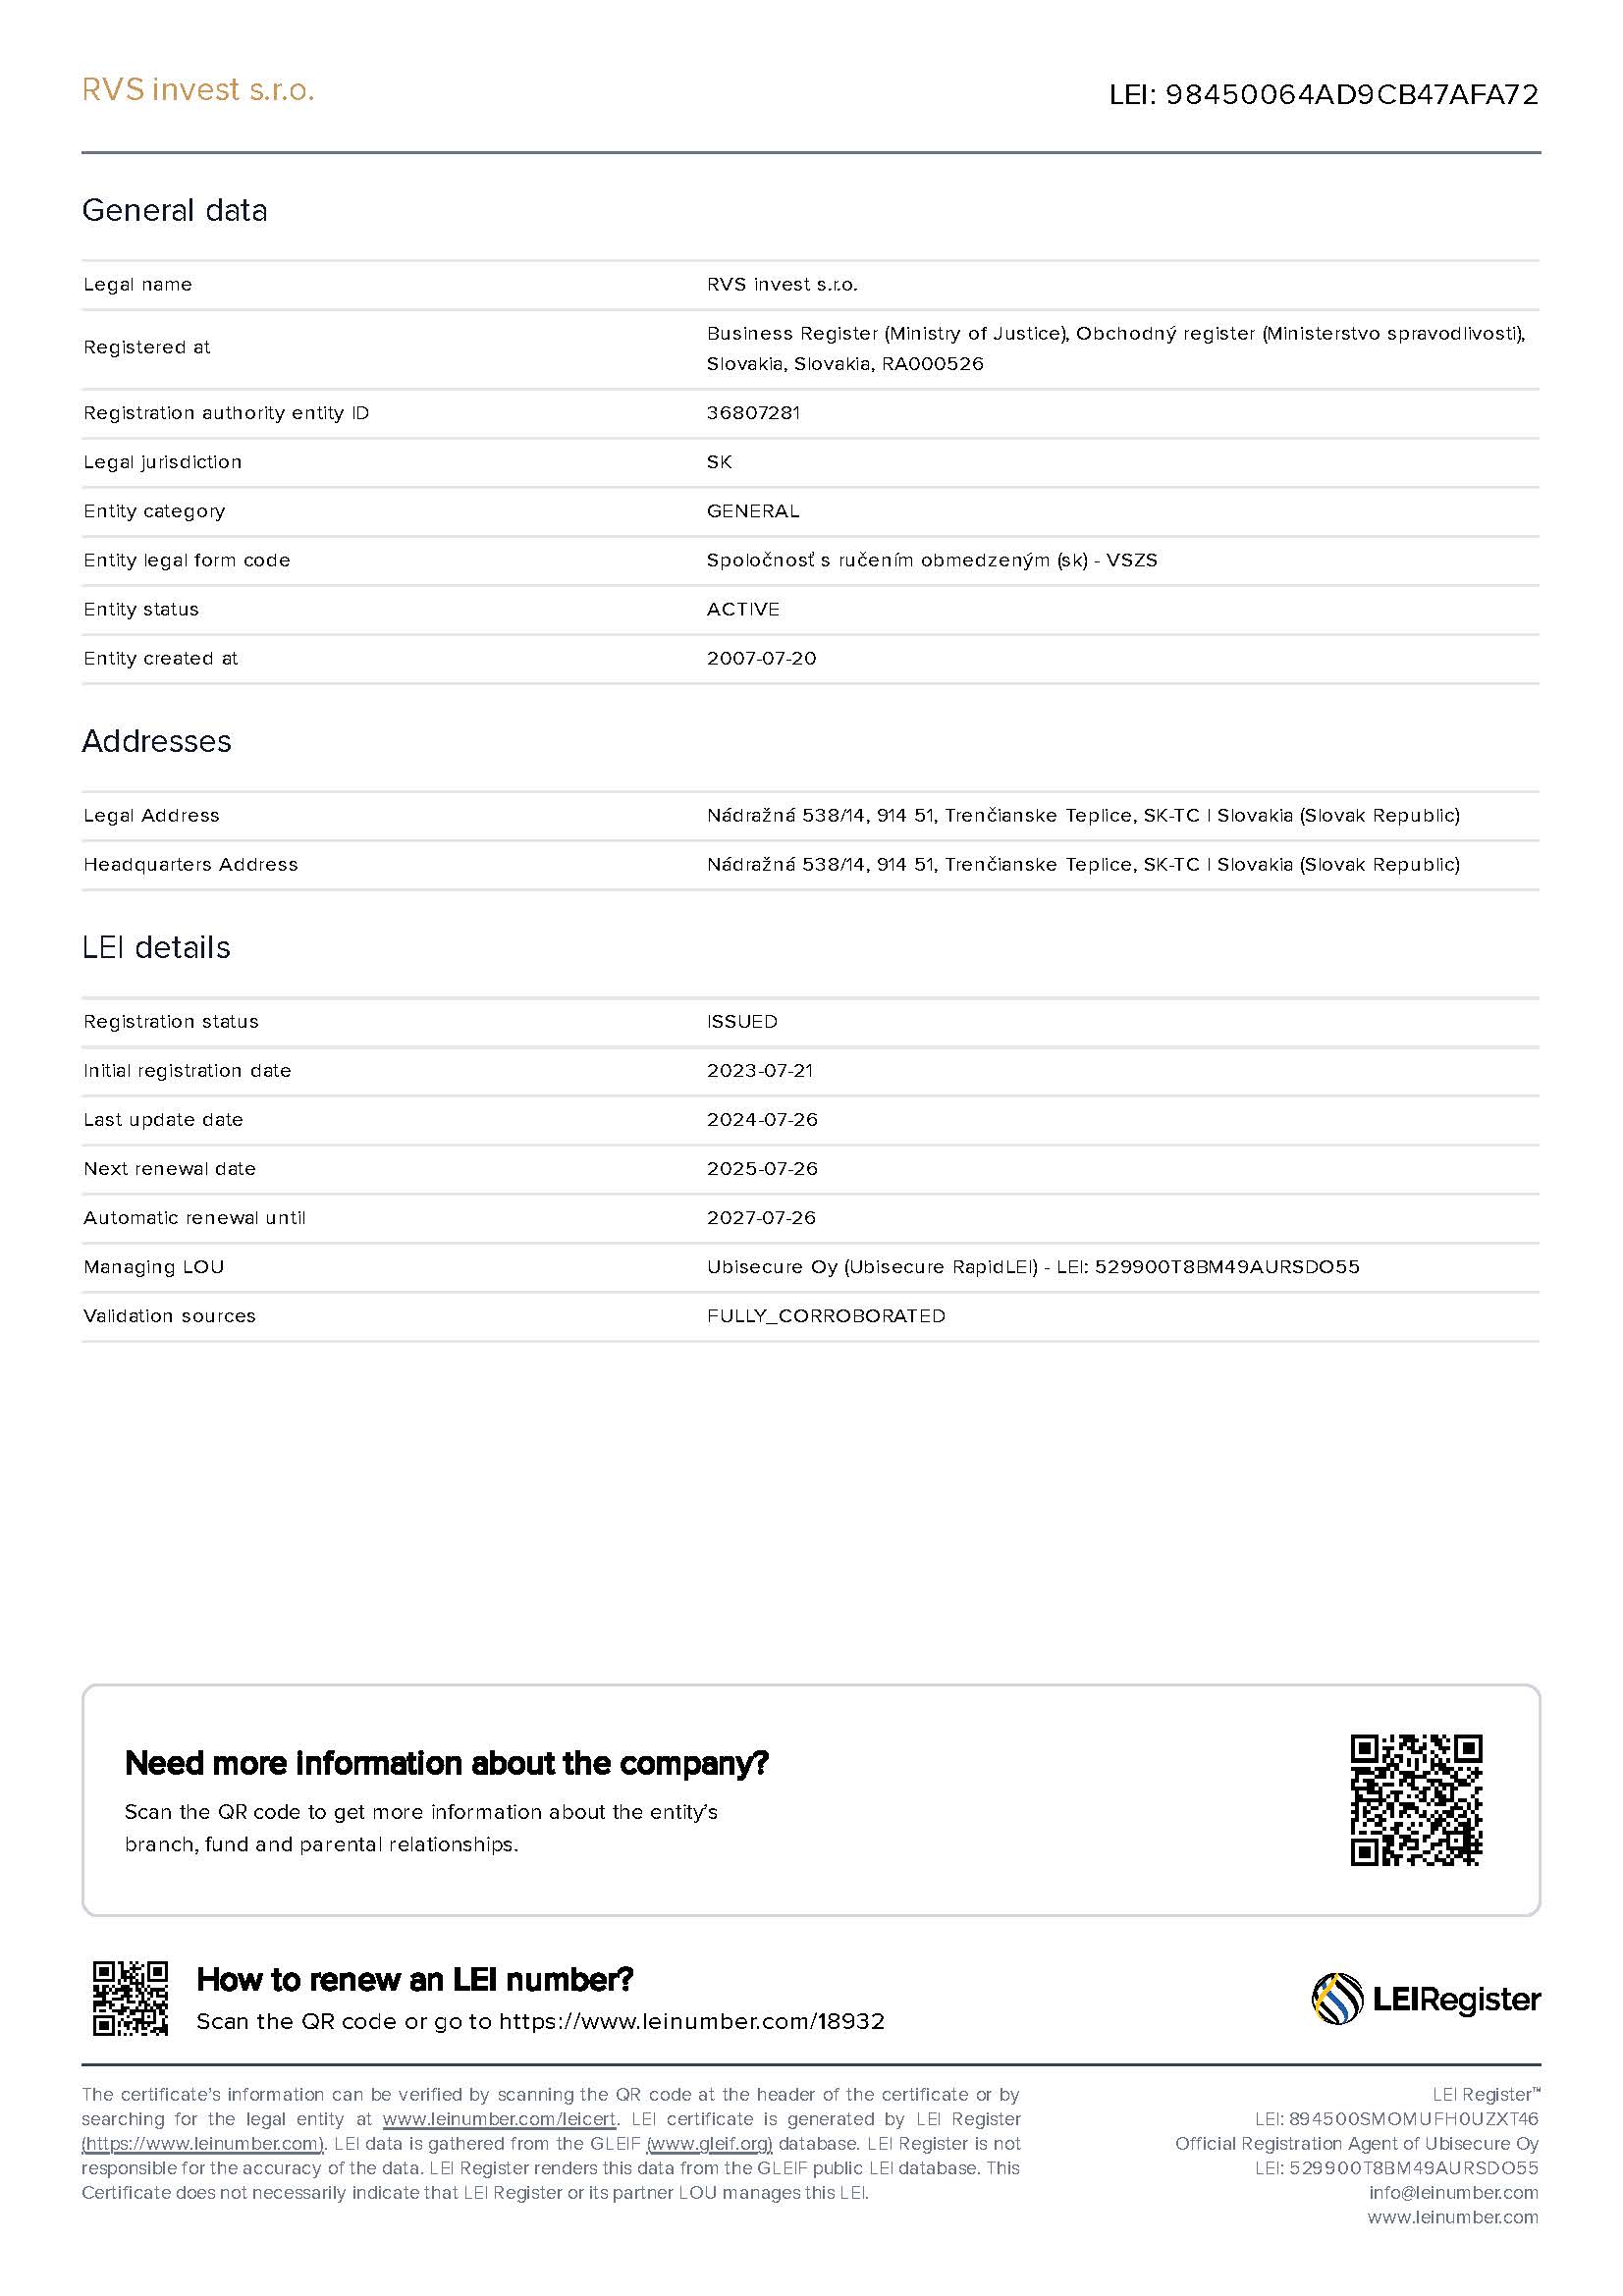 RVS invest s.r.o.
LEI: 98450064AD9CB47AFA72
General data
Legal name RVS invest s.r.o.
Registered at Business Register (Ministry of Justice), Obchodný register (Ministerstvo spravodlivosti),
Slovakia, Slovakia, RA000526
Registration authority entity ID 36807281
Legal jurisdiction SK
Entity category GENERAL
Entity legal form code Spoločnosť s ručením obmedzeným (sk) - VSZS
Entity status ACTIVE
Entity created at 2007-07-20
Addresses
Legal Address Nádražná 538/14, 914 51, Trenčianske Teplice, SK-TC | Slovakia (Slovak Republic)
Headquarters Address Nádražná 538/14, 914 51, Trenčianske Teplice, SK-TC | Slovakia (Slovak Republic)
LEI details
Registration status ISSUED
Initial registration date 2023-07-21
Last update date 2024-07-26
Next renewal date 2025-07-26
Automatic renewal until 2027-07-26
Managing LOU Ubisecure Oy (Ubisecure RapidLEI) - LEI: 529900T8BM49AURSDO55
Validation sources FULLY_CORROBORATED
Need more information about the company?
Scan the QR code to get more information about the entity's
branch, fund and parental relationships.
How to renew an LEI number?
Scan the QR code or go to https://www.leinumber.com/18932
LEIRegister
The certificate's information can be verified by scanning the QR code at the header of the certificate or by
searching for the legal entity at www.leinumber.com/leicert. LEI certificate is generated by LEI Register
(https://www.leinumber.com). LEI data is gathered from the GLEIF (www.gleif.org) database. LEI Register is not
responsible for the accuracy of the data. LEI Register renders this data from the GLEIF public LEI database. This
Certificate does not necessarily indicate that LEI Register or its partner LOU manages this LEI.
LEI Register™
LEI: 894500SMOMUFH0UZXT46
Official Registration Agent of Ubisecure Oy
LEI: 529900T8BM49AURSDO55
info@leinumber.com
www.leinumber.com